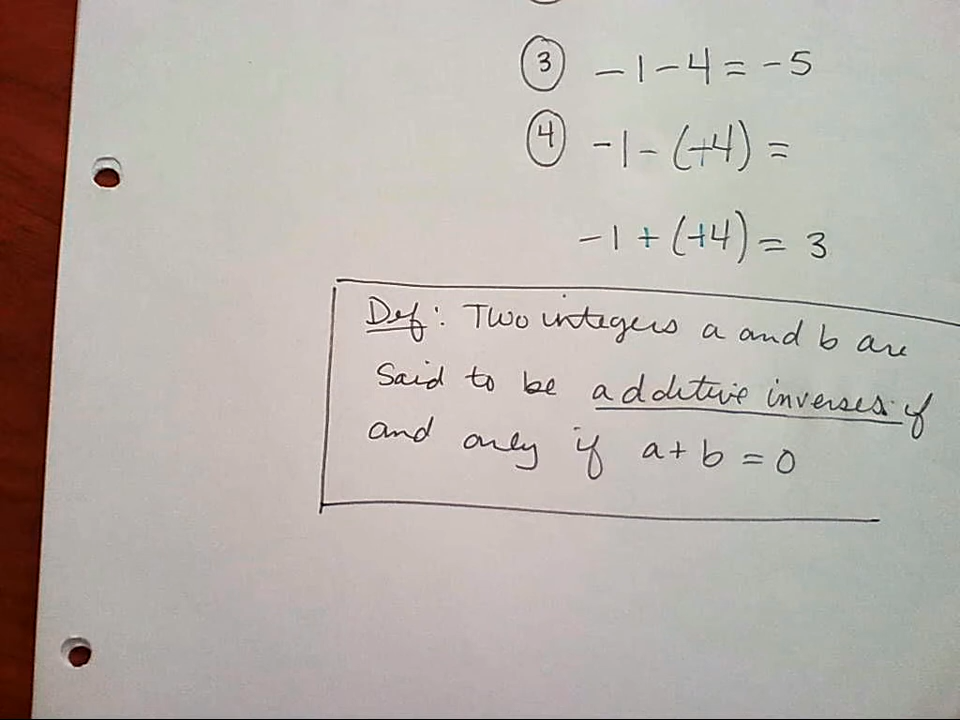 ③ -1-4=-5
④ -1-(+4)=
-1+(+4)=3
Def: Two integers a and b are
said to be additive inverses if
and only if a+b=0